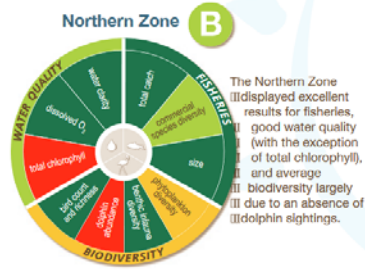 Northern Zone
B
WATER QUALITY
FISHERIES
BIODIVERSITY
dissolved O2
water clarity
total catch
commercial
species diversity
size
phytoplankton
diversity
benthic infauna
diversity
dolphin
abundance
bird count
and richness
total chlorophyll
The Northern Zone
displayed excellent
results for fisheries,
good water quality
(with the exception
of total chlorophyll),
and average
biodiversity largely
due to an absence of
dolphin sightings.